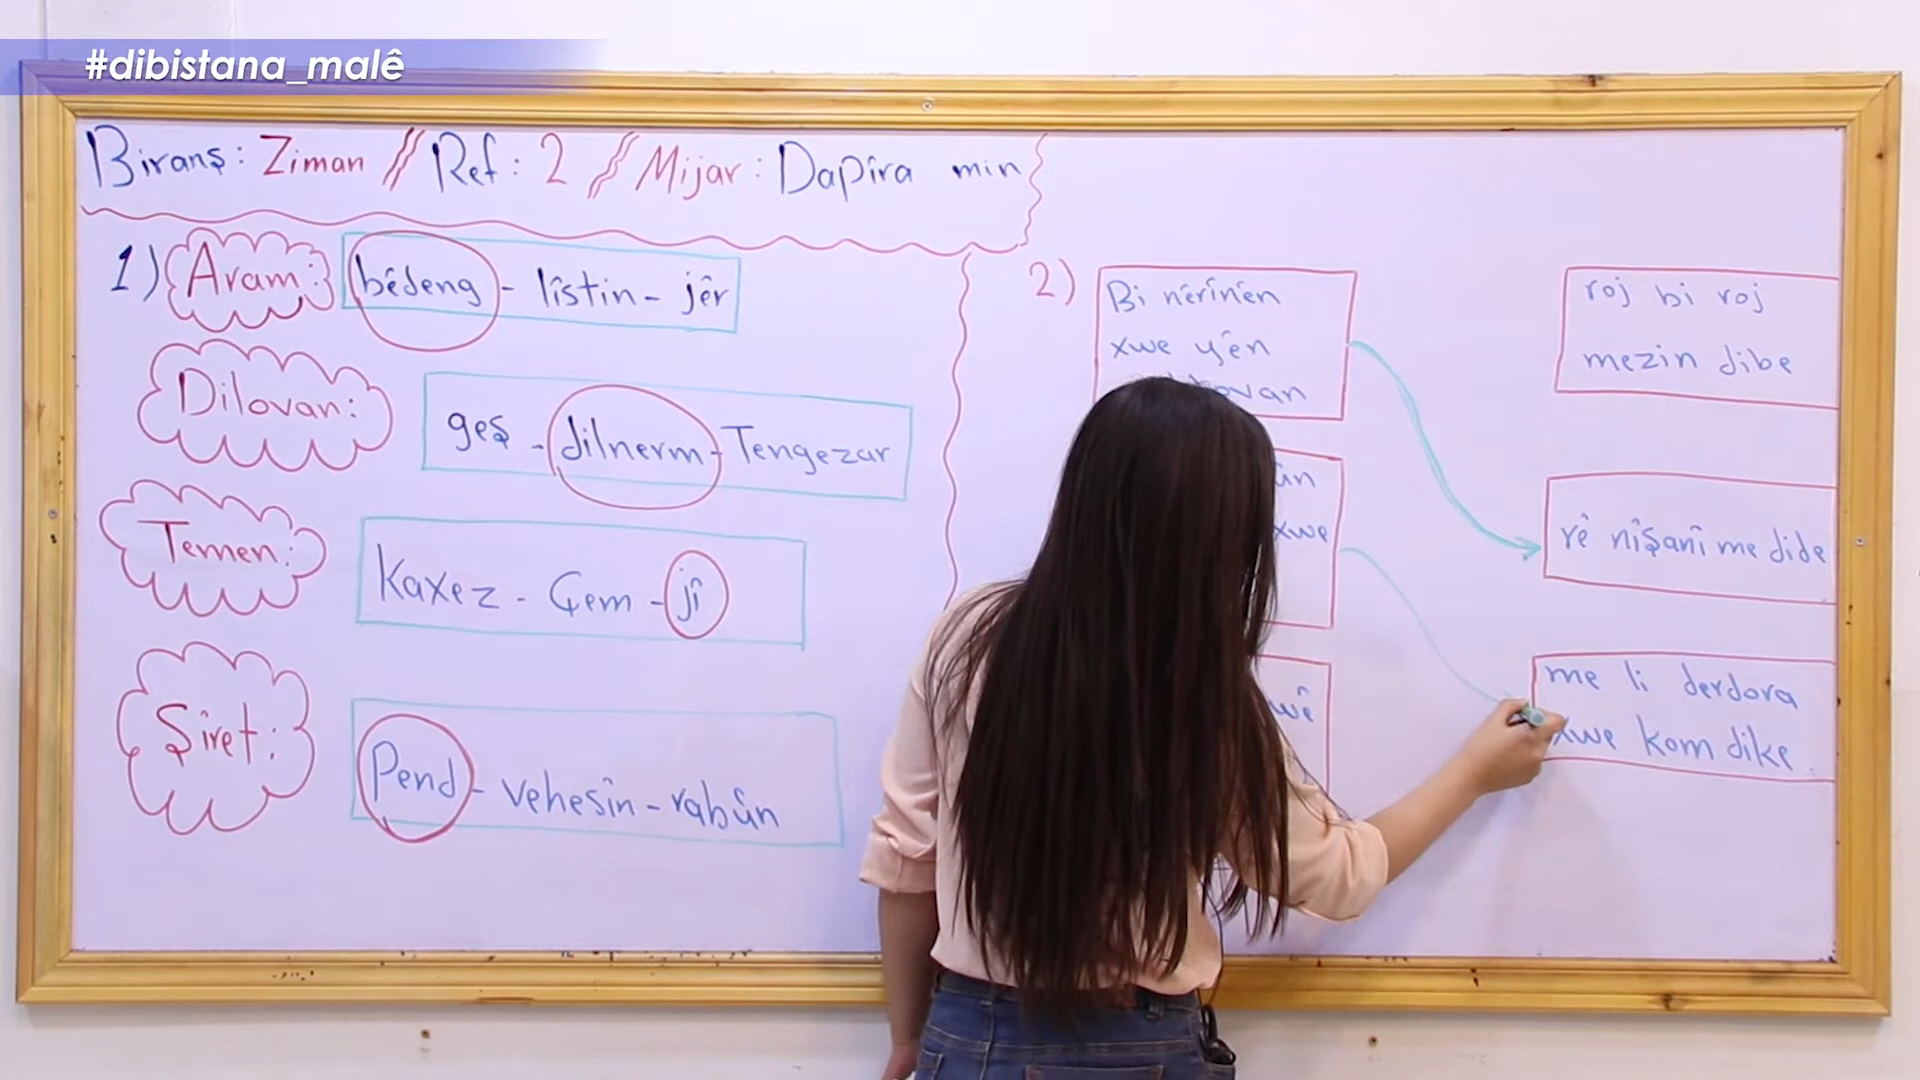 #dibistana_malê
Biranş: Ziman // Ref: 2 // Mijar: Dapîra min
1) Aram: bêdeng - lîstin - jêr
Dilovan: geş - dilnerm - Tengezar
Temen: Kaxez - Çem - jî
Şîret: Pend - vehesîn - rabûn
2)
Bi nêrînên
xwe yên
xwe
wê
roj bi roj
mezin dibe
rê nîşanî me dide
me li derdora
xwe kom dike.